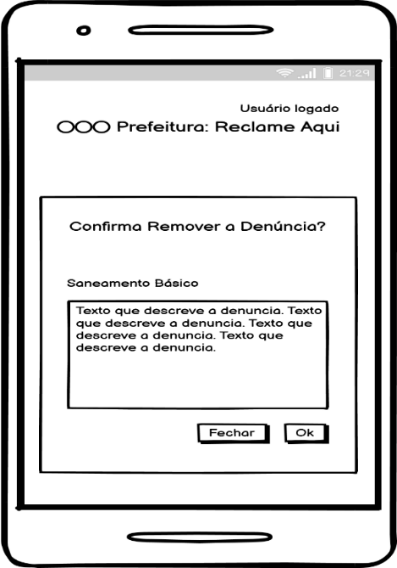 21:29
Usuário logado
OOO Prefeitura: Reclame Aqui
Confirma Remover a Denúncia?
Saneamento Básico
Texto que descreve a denuncia. Texto
que descreve a denuncia. Texto que
descreve a denuncia. Texto que
descreve a denuncia.
Fechar Ok